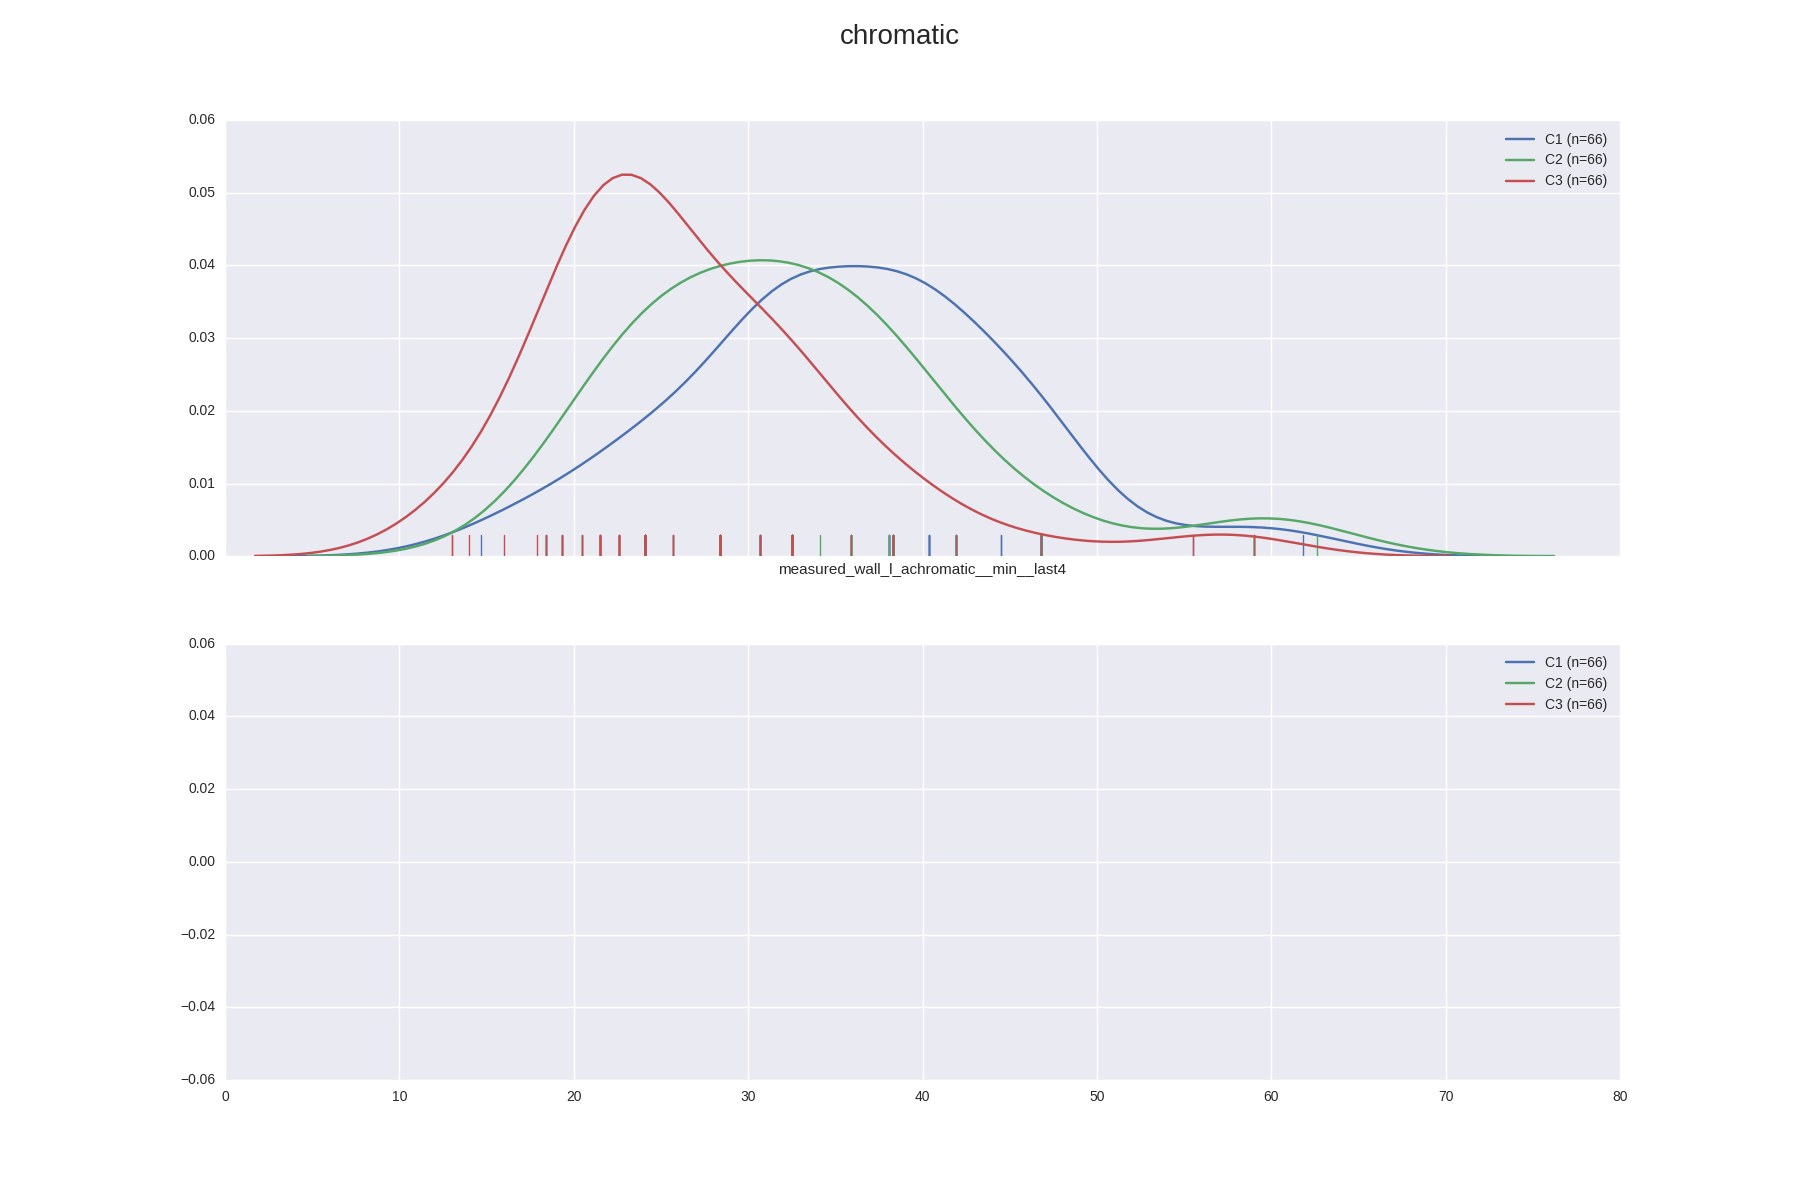 chromatic
0.06
0.05
0.04
0.03
0.02
0.01
0.00
C1 (n=66)
C2 (n=66)
C3 (n=66)
measured_wall_l_achromatic__min__last4
0.06
0.04
0.02
0.00
−0.02
−0.04
−0.06
C1 (n=66)
C2 (n=66)
C3 (n=66)
0 10 20 30 40 50 60 70 80